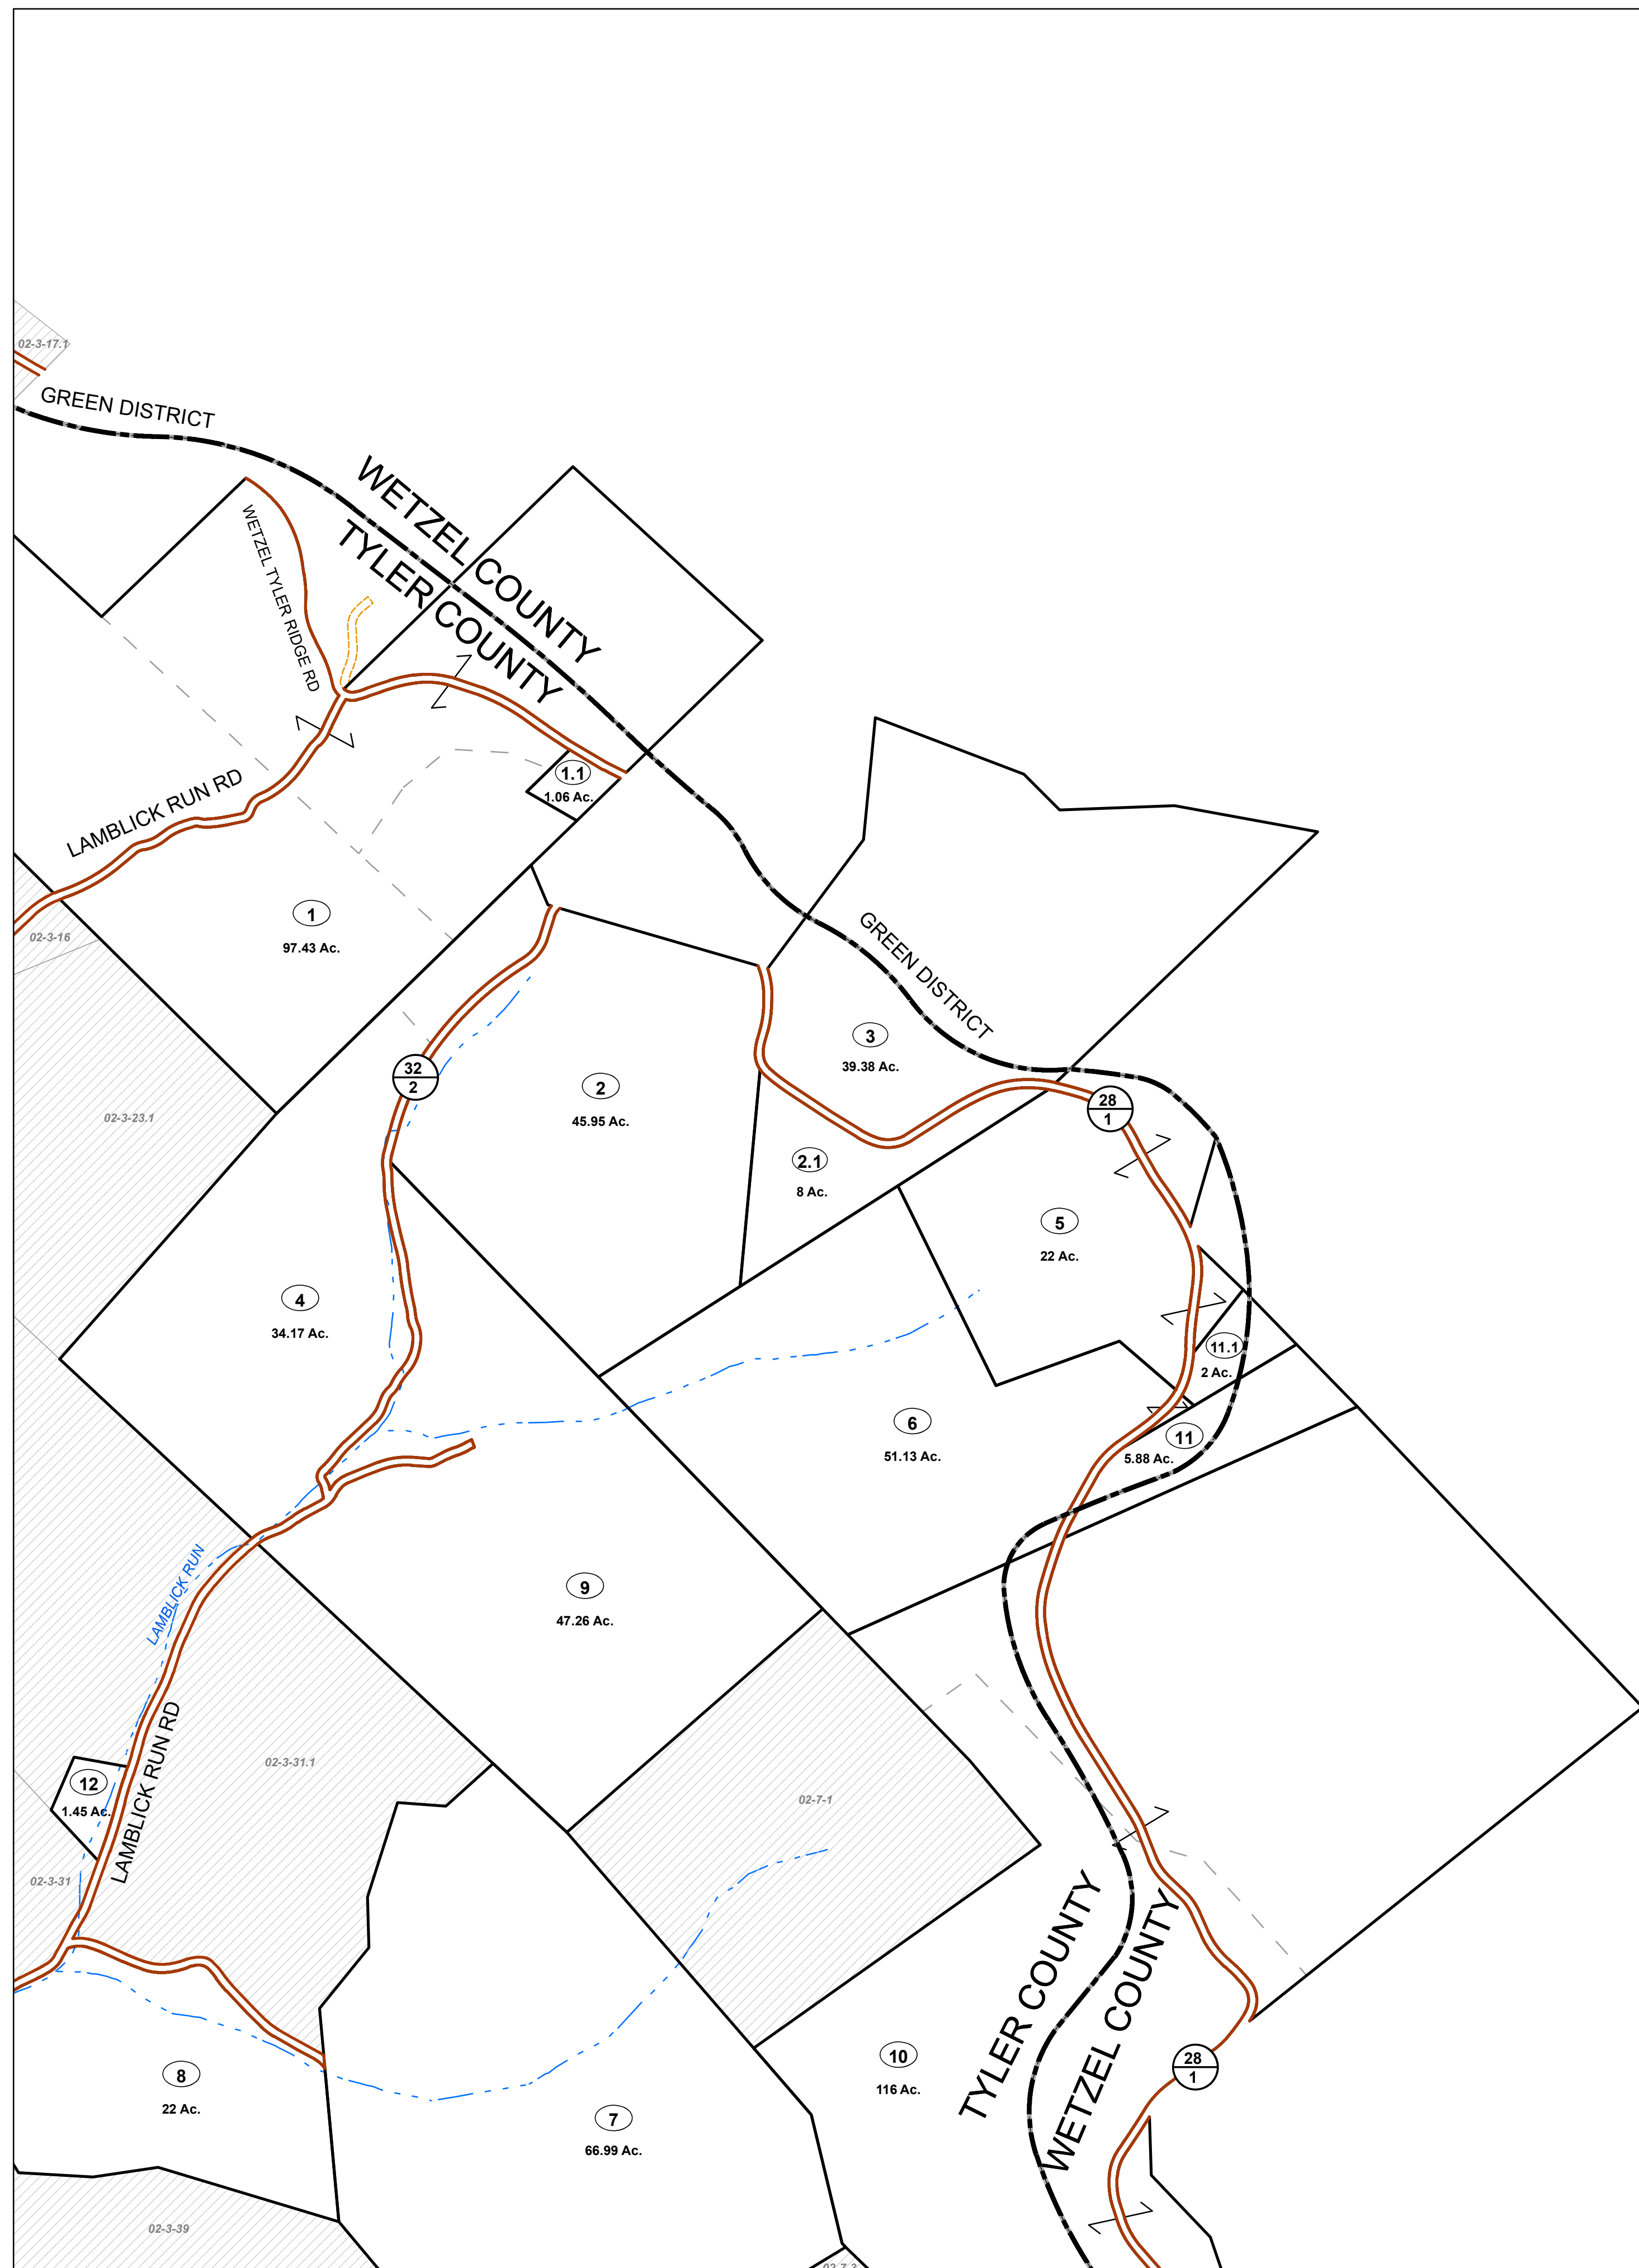 02-3-17.1
GREEN DISTRICT
WETZEL COUNTY
TYLER COUNTY
WETZEL TYLER RIDGE RD
LAMBLICK RUN RD
1.1
1.06 Ac.
1
97.43 Ac.
02-3-16
GREEN DISTRICT
3
39.38 Ac.
32
2
2
45.95 Ac.
28
1
02-3-23.1
2.1
8 Ac.
5
22 Ac.
4
34.17 Ac.
11.1
2 Ac.
6
51.13 Ac.
11
5.88 Ac.
LAMBLICK RUN
9
47.26 Ac.
LAMBLICK RUN RD
02-3-31.1
12
1.45 Ac.
02-7-1
02-3-31
TYLER COUNTY
WETZEL COUNTY
10
116 Ac.
28
1
8
22 Ac.
7
66.99 Ac.
02-3-39